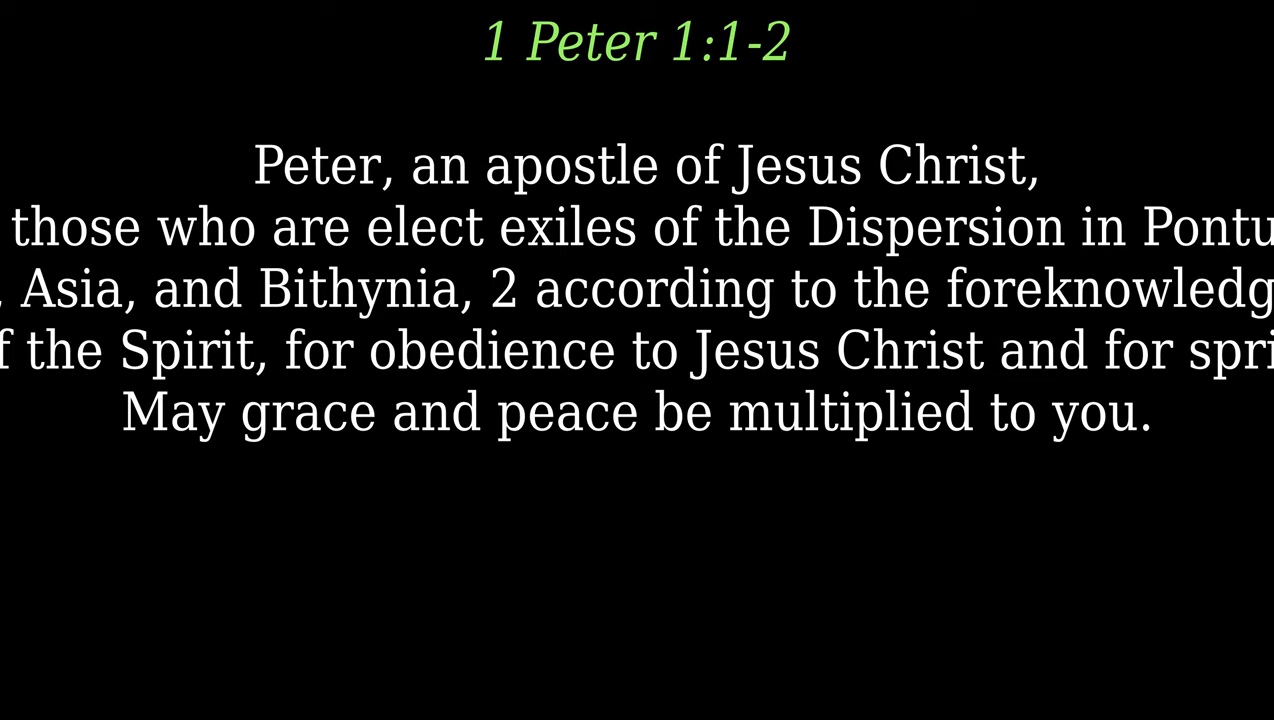 1 Peter 1:1-2
Peter, an apostle of Jesus Christ,
those who are elect exiles of the Dispersion in Pontu
, Asia, and Bithynia, 2 according to the foreknowledg
f the Spirit, for obedience to Jesus Christ and for spri
May grace and peace be multiplied to you.